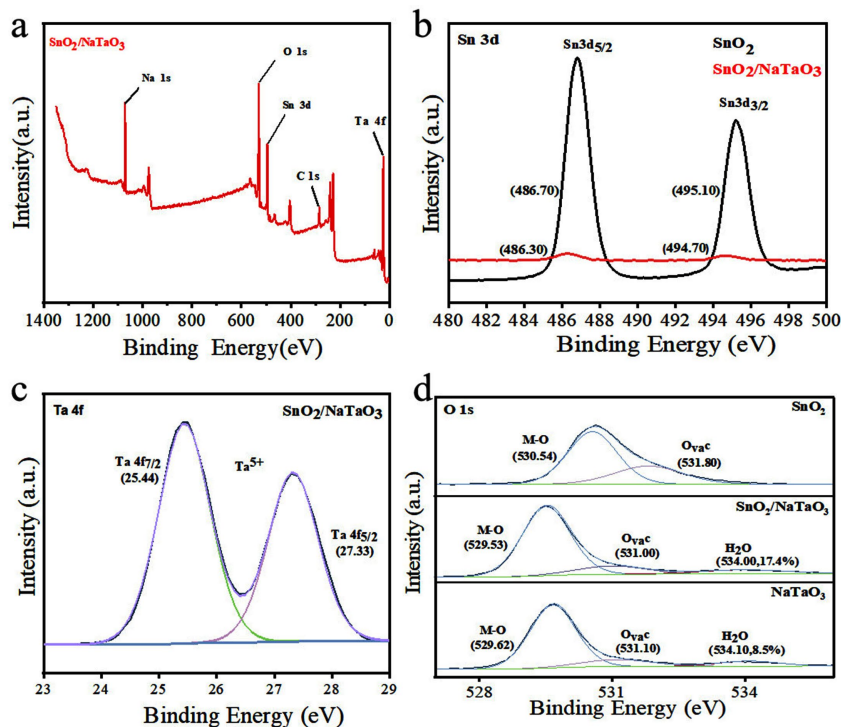 a
SnO2/NaTaO3
Na 1s
O 1s
Sn 3d
C 1s
Ta 4f
Intensity(a.u.)
1400 1200 1000 800 600 400 200 0
Binding Energy(eV)
b
Sn 3d
Sn3d5/2
SnO2
SnO2/NaTaO3
Sn3d3/2
(486.70)
(495.10)
(486.30)
(494.70)
Intensity (a.u.)
480 482 484 486 488 490 492 494 496 498 500
Binding Energy (eV)
c
Ta 4f
SnO2/NaTaO3
Ta 4f7/2
(25.44)
Ta5+
Ta 4f5/2
(27.33)
Intensity (a.u.)
23 24 25 26 27 28 29
Binding Energy (eV)
d
O 1s
SnO2
M-O
(530.54)
Ovac
(531.80)
SnO2/NaTaO3
M-O
(529.53)
Ovac
(531.00)
H2O
(534.00,17.4%)
NaTaO3
M-O
(529.62)
Ovac
(531.10)
H2O
(534.10,8.5%)
Intensity (a.u.)
528 531 534
Binding Energy (eV)